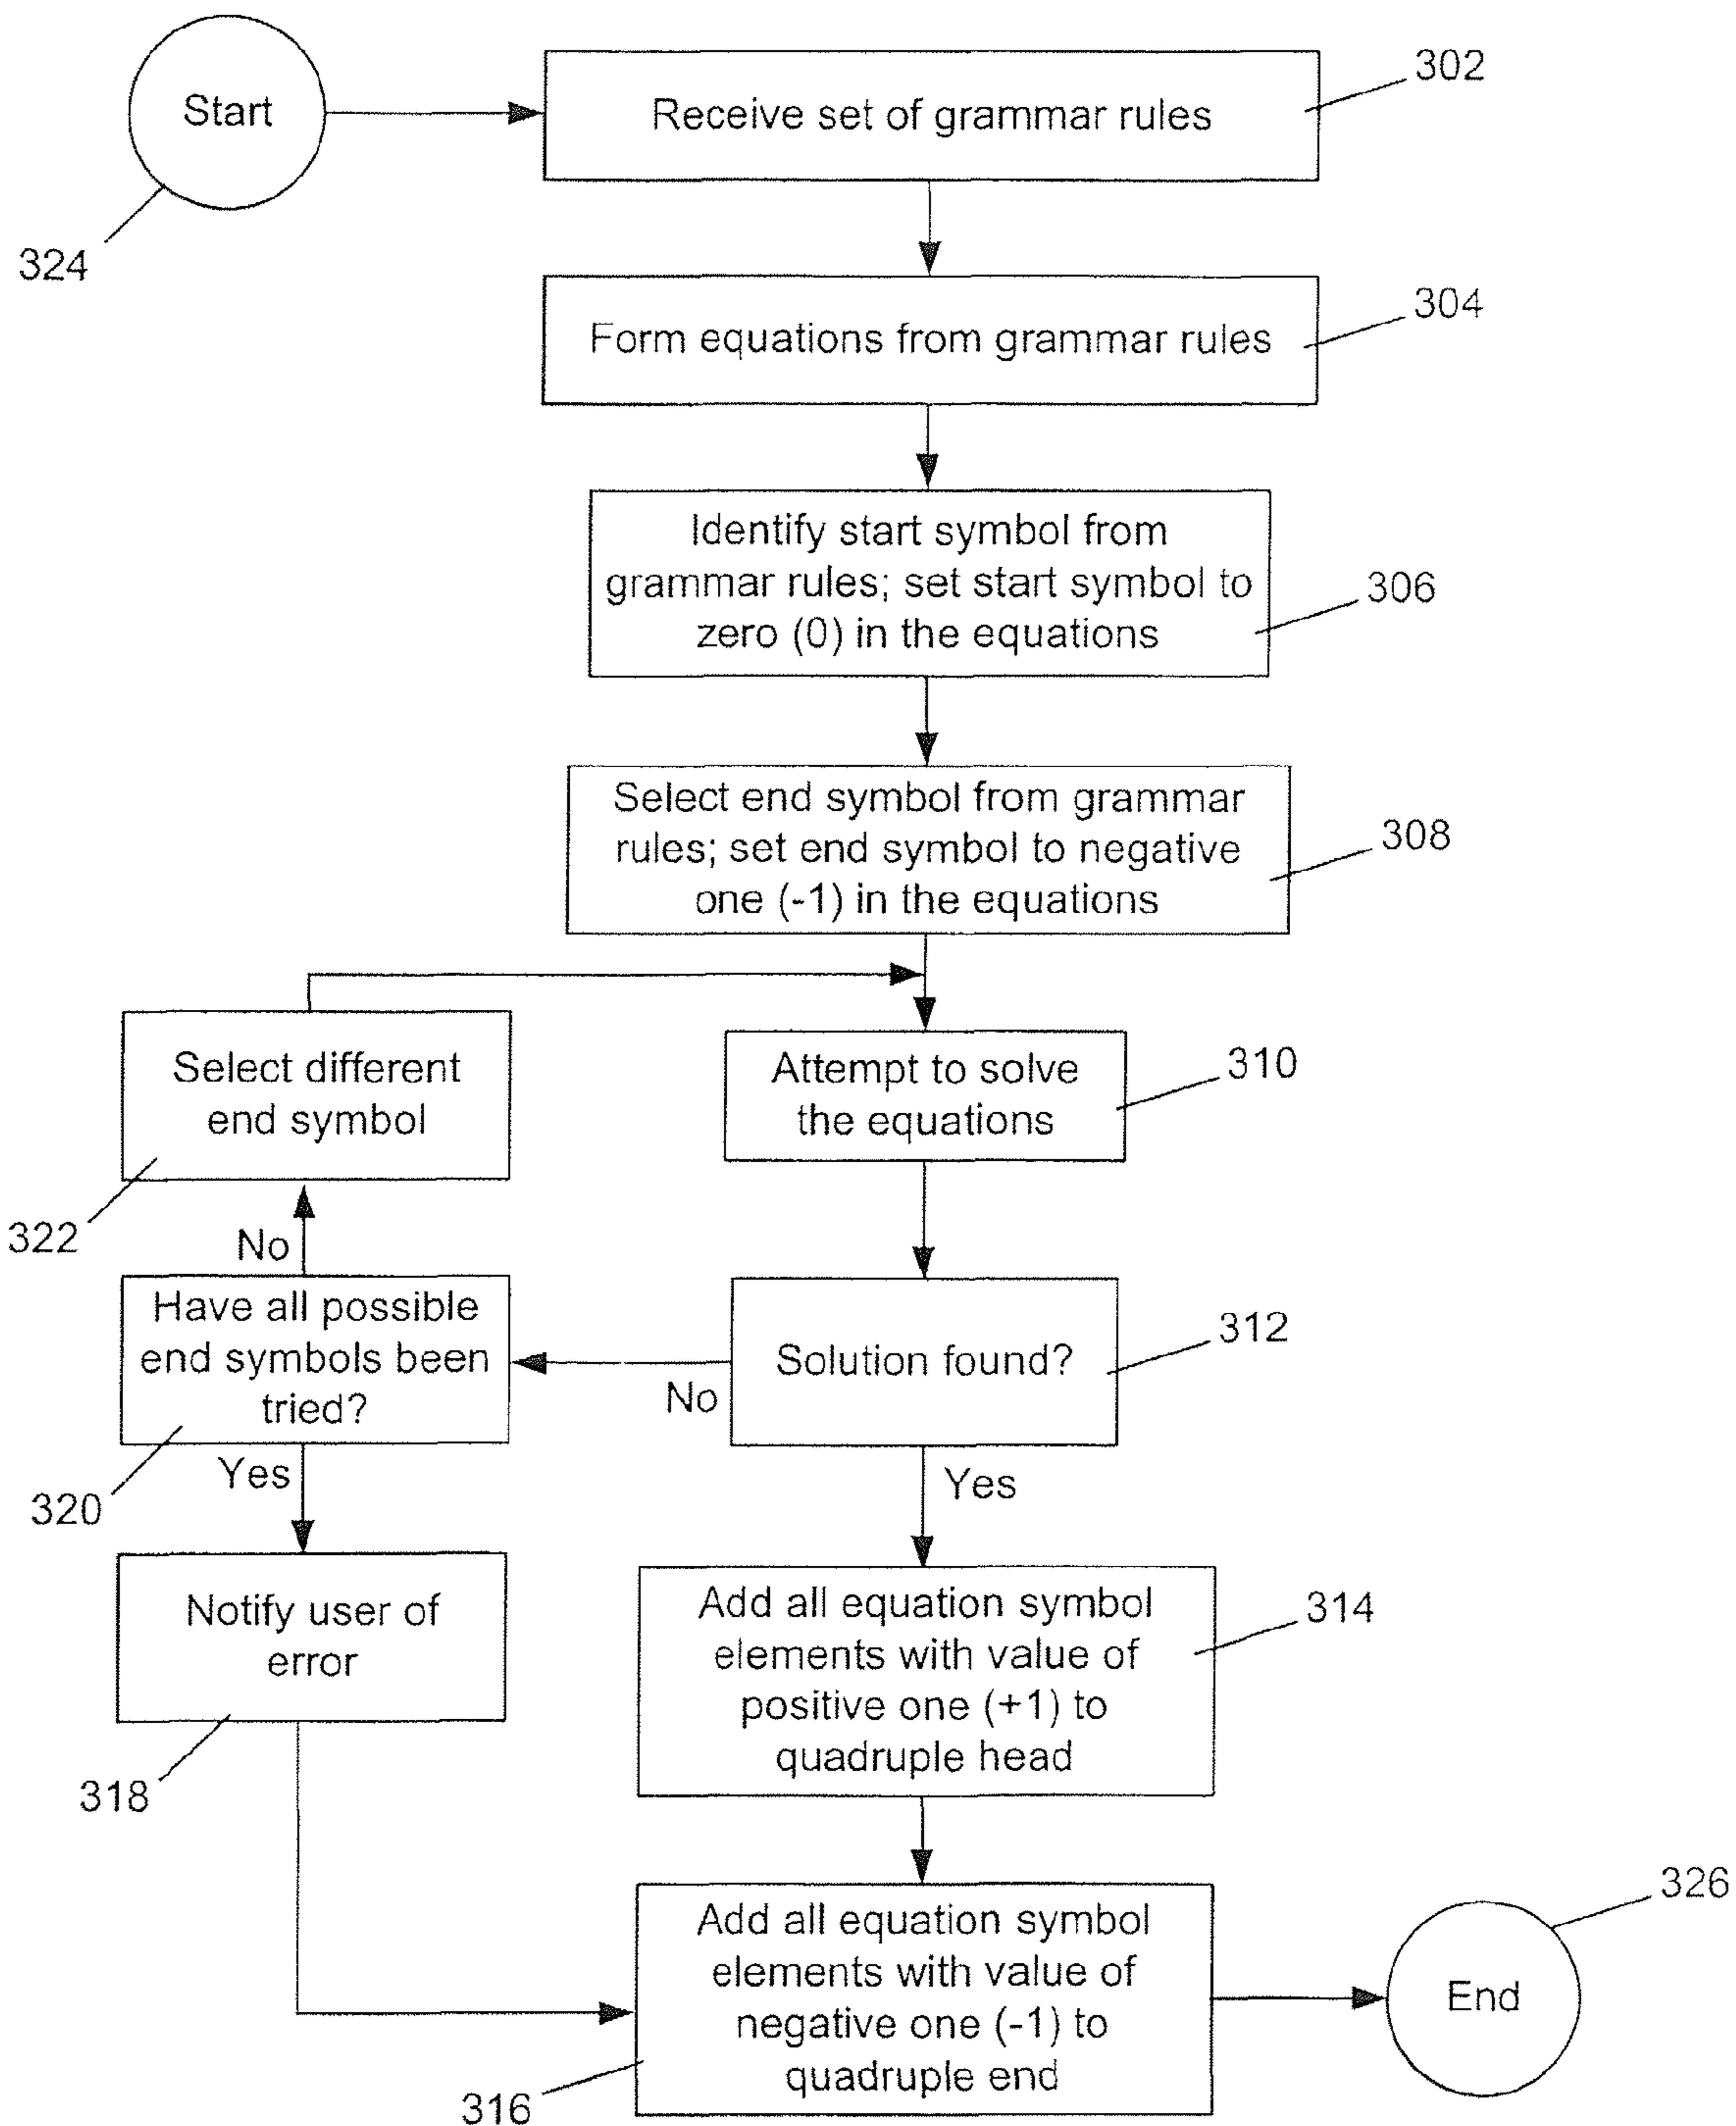 Start
302
Receive set of grammar rules
324
304
Form equations from grammar rules
Identify start symbol from
grammar rules; set start symbol to
zero (0) in the equations
306
Select end symbol from grammar
rules; set end symbol to negative
one (-1) in the equations
308
Select different
end symbol
322
Attempt to solve
the equations
310
No
Have all possible
end symbols been
tried?
320
No
Solution found?
312
Yes
Yes
Notify user of
error
318
Add all equation symbol
elements with value of
positive one (+1) to
quadruple head
314
Add all equation symbol
elements with value of
negative one (-1) to
quadruple end
316
End
326